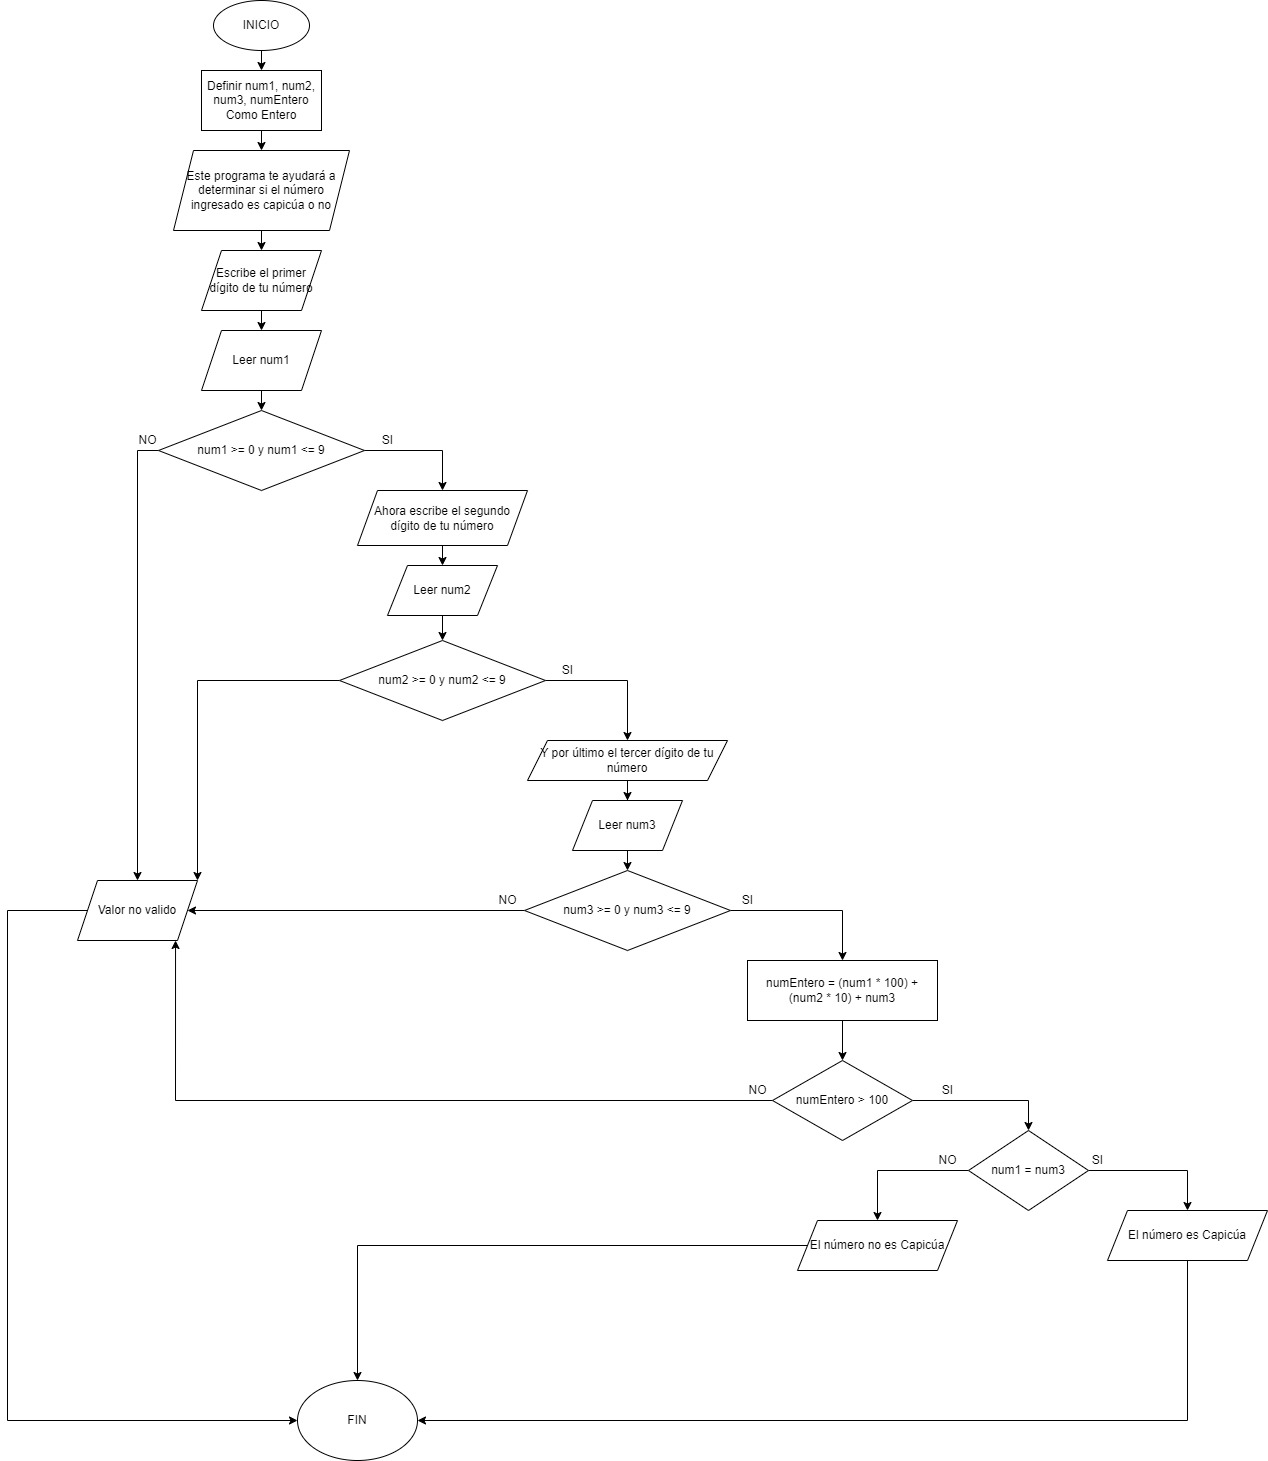 INICIO
Definir num1, num2,
num3, numEntero
Como Entero
Este programa te ayudará a
determinar si el número
ingresado es capicúa o no
Escribe el primer
dígito de tu número
Leer num1
NO
num1 >= 0 y num1 <= 9
SI
Ahora escribe el segundo
dígito de tu número
Leer num2
num2 >= 0 y num2 <= 9
SI
Y por último el tercer dígito de tu
número
Leer num3
Valor no valido
NO
num3 >= 0 y num3 <= 9
SI
numEntero = (num1 * 100) +
(num2 * 10) + num3
NO
numEntero > 100
SI
NO
num1 = num3
SI
El número no es Capicúa
El número es Capicúa
FIN